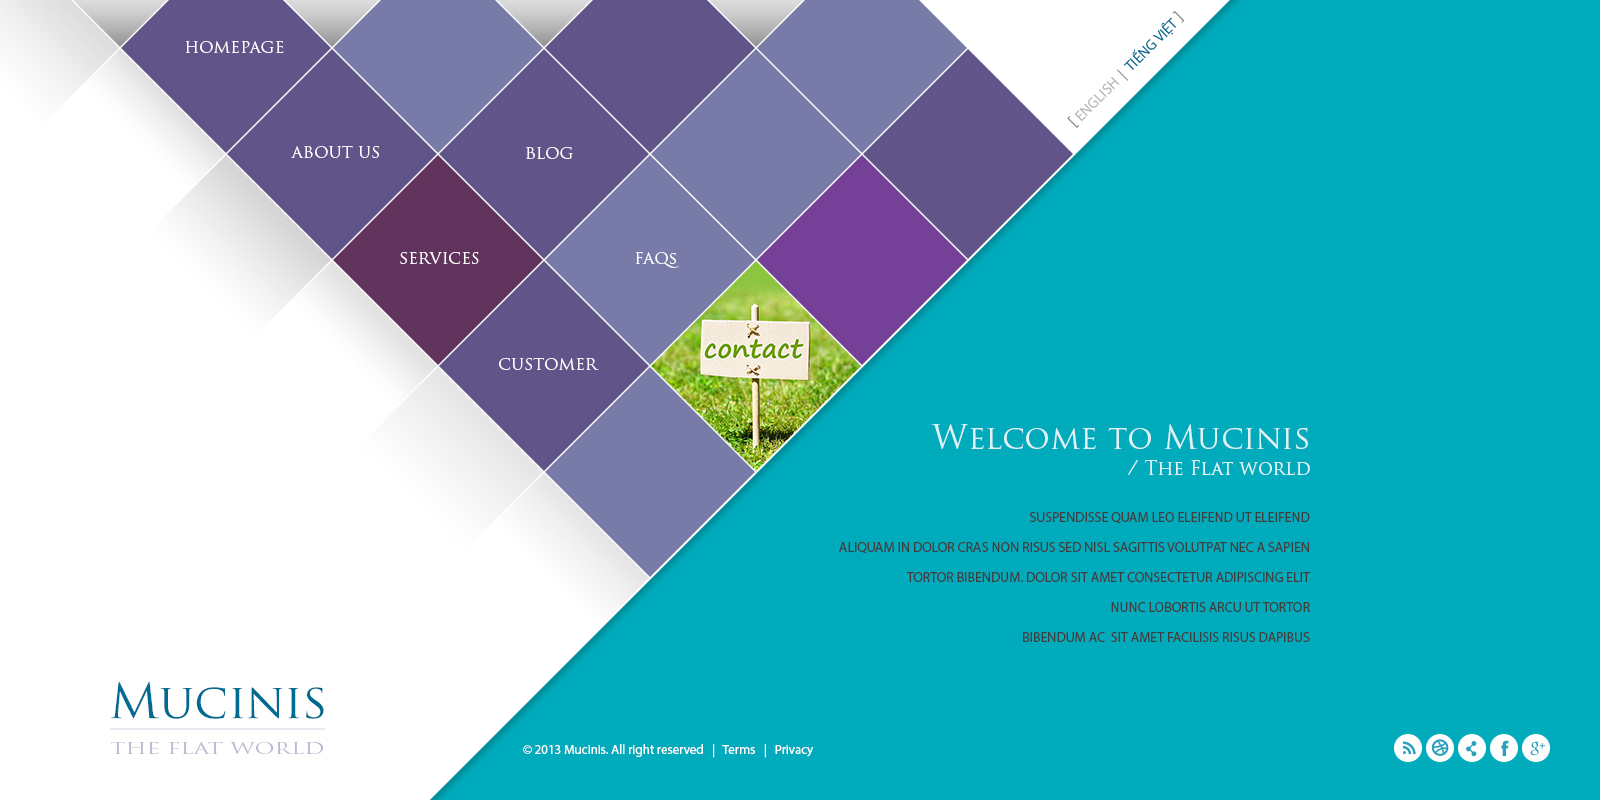 HOMEPAGE
[ ENGLISH | TIẾNG VIỆT ]
ABOUT US
BLOG
SERVICES
FAQs
contact
CUSTOMER
WELCOME TO MUCINIS
/ THE FLAT WORLD
SUSPENDISSE QUAM LEO ELEIFEND UT ELEIFEND
ALIQUAM IN DOLOR CRAS NON RISUS SED NISL SAGITTIS VOLUTPAT NEC A SAPIEN
TORTOR BIBENDUM. DOLOR SIT AMET CONSECTETUR ADIPISCING ELIT
NUNC LOBORTIS ARCU UT TORTOR
BIBENDUM AC SIT AMET FACILISIS RISUS DAPIBUS
MUCINIS
THE FLAT WORLD
© 2013 Mucinis. All right reserved | Terms | Privacy